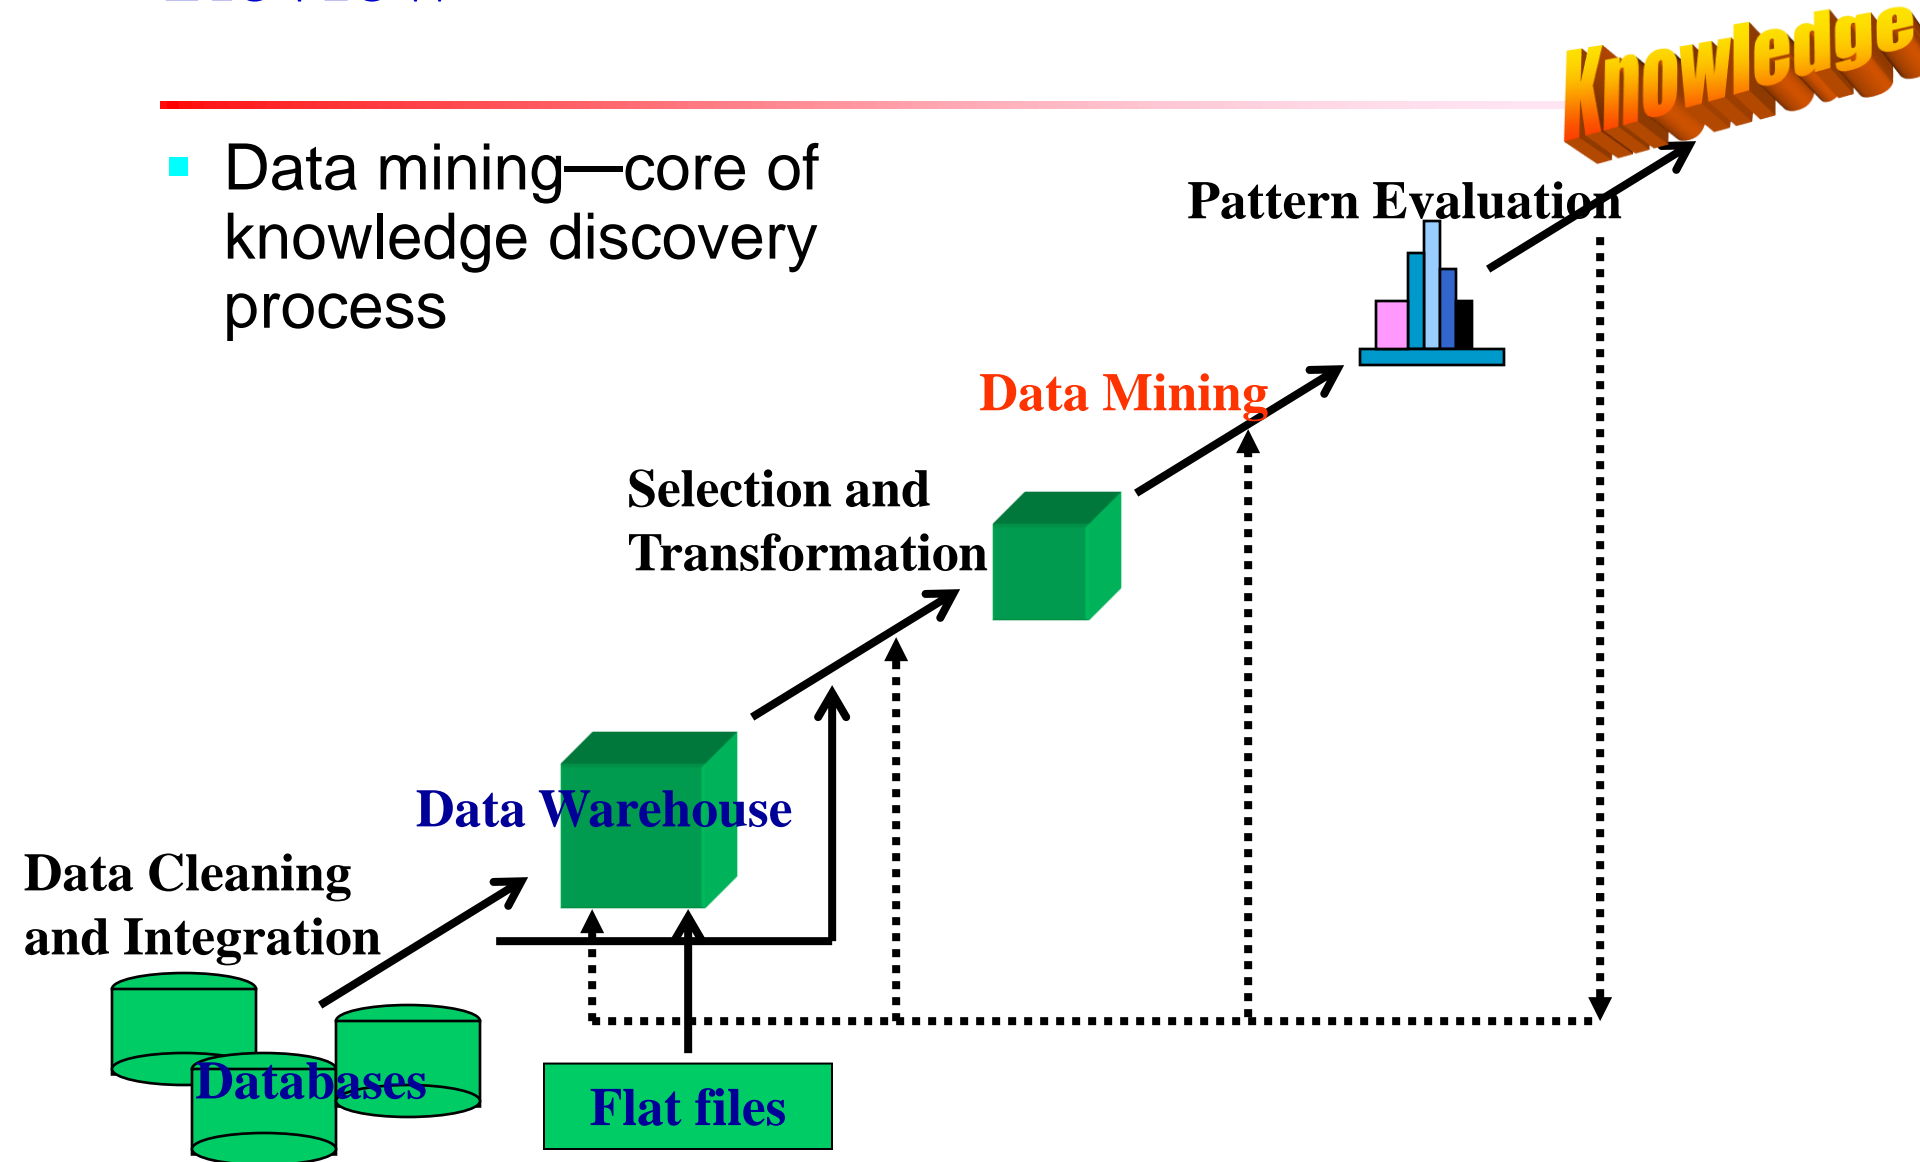 Knowledge
Data mining—core of
knowledge discovery
process
Pattern Evaluation
Data Mining
Selection and
Transformation
Data Warehouse
Data Cleaning
and Integration
Databases
Flat files